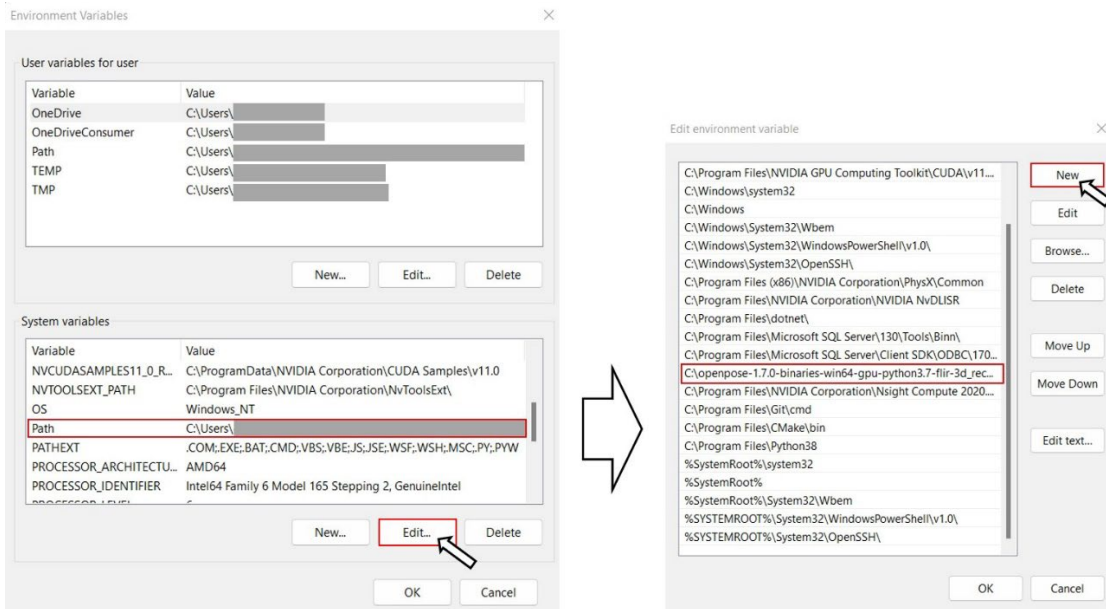 Environment Variables
User variables for user
Variable Value
OneDrive C:\Users\
OneDriveConsumer C:\Users\
Path C:\Users\
TEMP C:\Users\
TMP C:\Users\
New... Edit... Delete
System variables
Variable Value
NVCUDASAMPLES11_0_R... C:\ProgramData\NVIDIA Corporation\CUDA Samples\v11.0
NVTOOLSEXT_PATH C:\Program Files\NVIDIA Corporation\NvToolsExt\
OS Windows_NT
Path C:\Users\
PATHEXT .COM;.EXE;.BAT;.CMD;.VBS;.VBE;.JS;.JSE;.WSF;.WSH;.MSC;.PY;.PYW
PROCESSOR_ARCHITECTU... AMD64
PROCESSOR_IDENTIFIER Intel64 Family 6 Model 165 Stepping 2, GenuineIntel
New... Edit... Delete
OK Cancel
Edit environment variable
C:\Program Files\NVIDIA GPU Computing Toolkit\CUDA\v11....
C:\Windows\system32
C:\Windows
C:\Windows\System32\Wbem
C:\Windows\System32\WindowsPowerShell\v1.0\
C:\Windows\System32\OpenSSH\
C:\Program Files (x86)\NVIDIA Corporation\PhysX\Common
C:\Program Files\NVIDIA Corporation\NVIDIA NvDLISR
C:\Program Files\dotnet\
C:\Program Files\Microsoft SQL Server\130\Tools\Binn\
C:\Program Files\Microsoft SQL Server\Client SDK\ODBC\170...
C:\openpose-1.7.0-binaries-win64-gpu-python3.7-flir-3d_rec...
C:\Program Files\NVIDIA Corporation\Nsight Compute 2020....
C:\Program Files\Git\cmd
C:\Program Files\CMake\bin
C:\Program Files\Python38
%SystemRoot%\system32
%SystemRoot%
%SystemRoot%\System32\Wbem
%SYSTEMROOT%\System32\WindowsPowerShell\v1.0\
%SYSTEMROOT%\System32\OpenSSH\
New
Edit
Browse...
Delete
Move Up
Move Down
Edit text...
OK Cancel